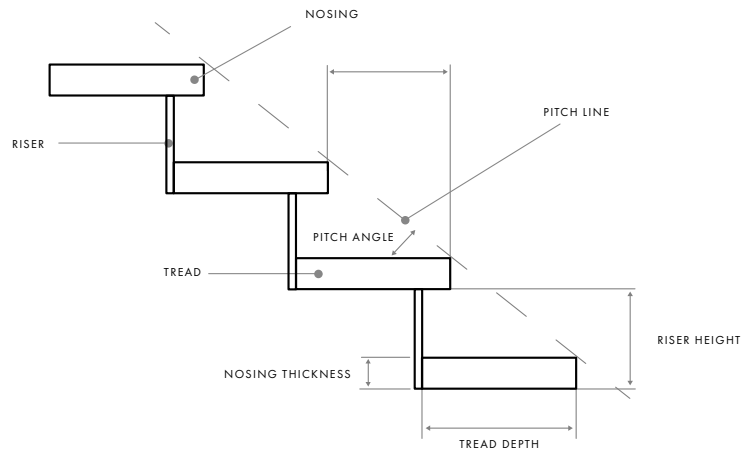 NOSING
PITCH LINE
RISER
PITCH ANGLE
TREAD
RISER HEIGHT
NOSING THICKNESS
TREAD DEPTH